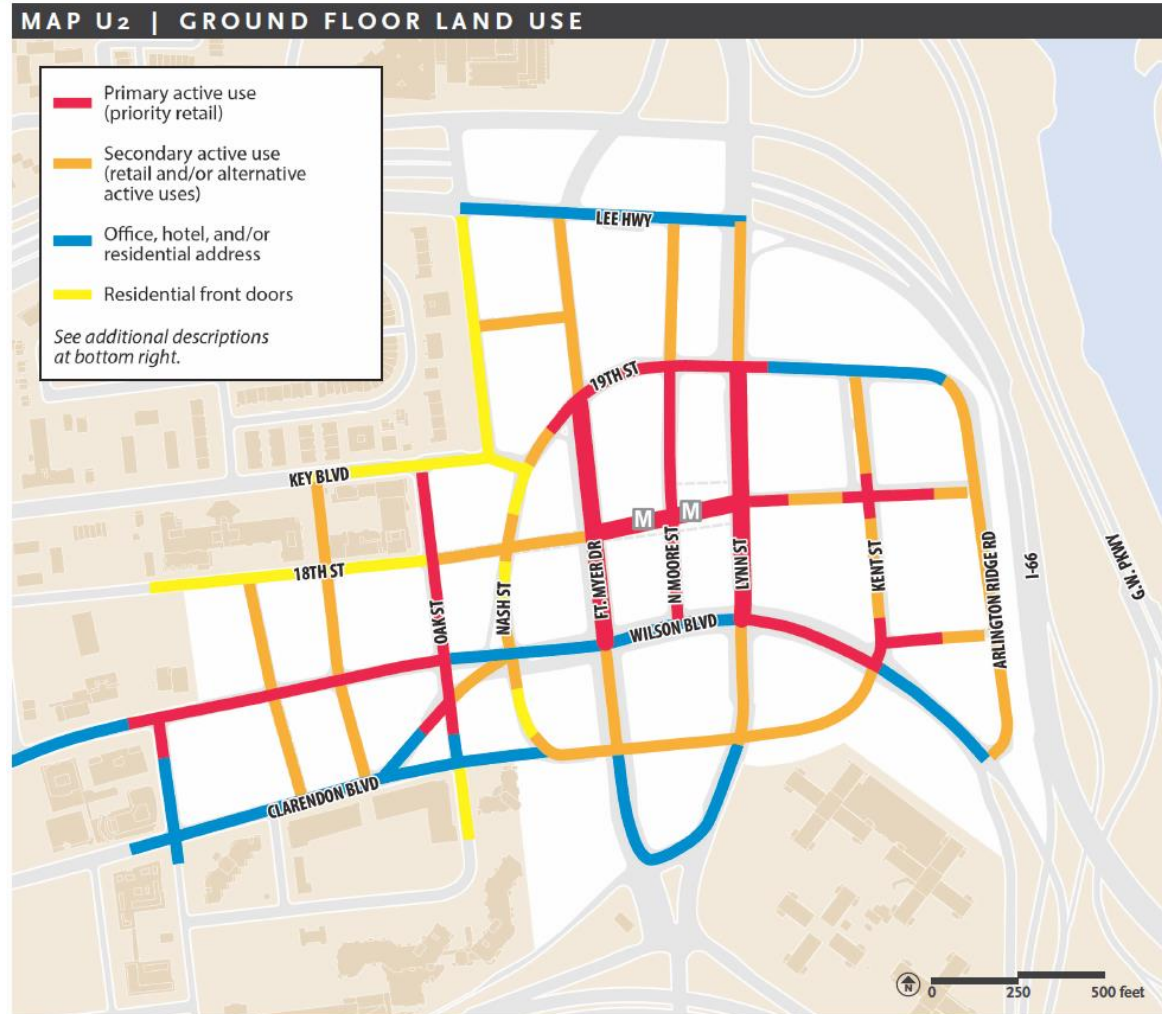 MAP U2 | GROUND FLOOR LAND USE
Primary active use
(priority retail)
Secondary active use
(retail and/or alternative
active uses)
Office, hotel, and/or
residential address
Residential front doors
See additional descriptions
at bottom right.
LEE HWY
19TH ST
KEY BLVD
M
M
18TH ST
OAK ST
NASH ST
FT. MYER DR
N MOORE ST
LYNN ST
KENT ST
ARLINGTON RIDGE RD
I-66
G.W. PKWY
WILSON BLVD
CLARENDON BLVD
N
0 250 500 feet